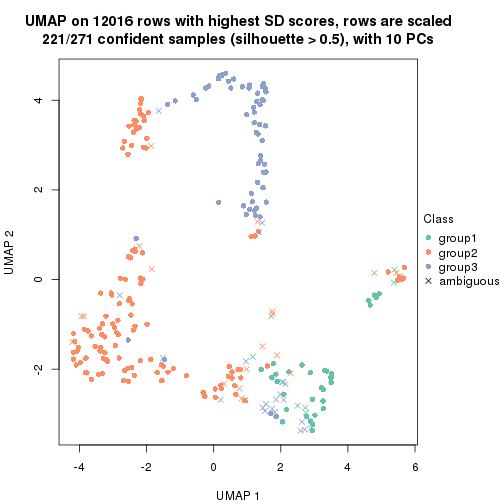 UMAP on 12016 rows with highest SD scores, rows are scaled
221/271 confident samples (silhouette > 0.5), with 10 PCs
4
2
0
-2
UMAP 2
-4
-2
0
2
4
6
UMAP 1
Class
group1
group2
group3
ambiguous